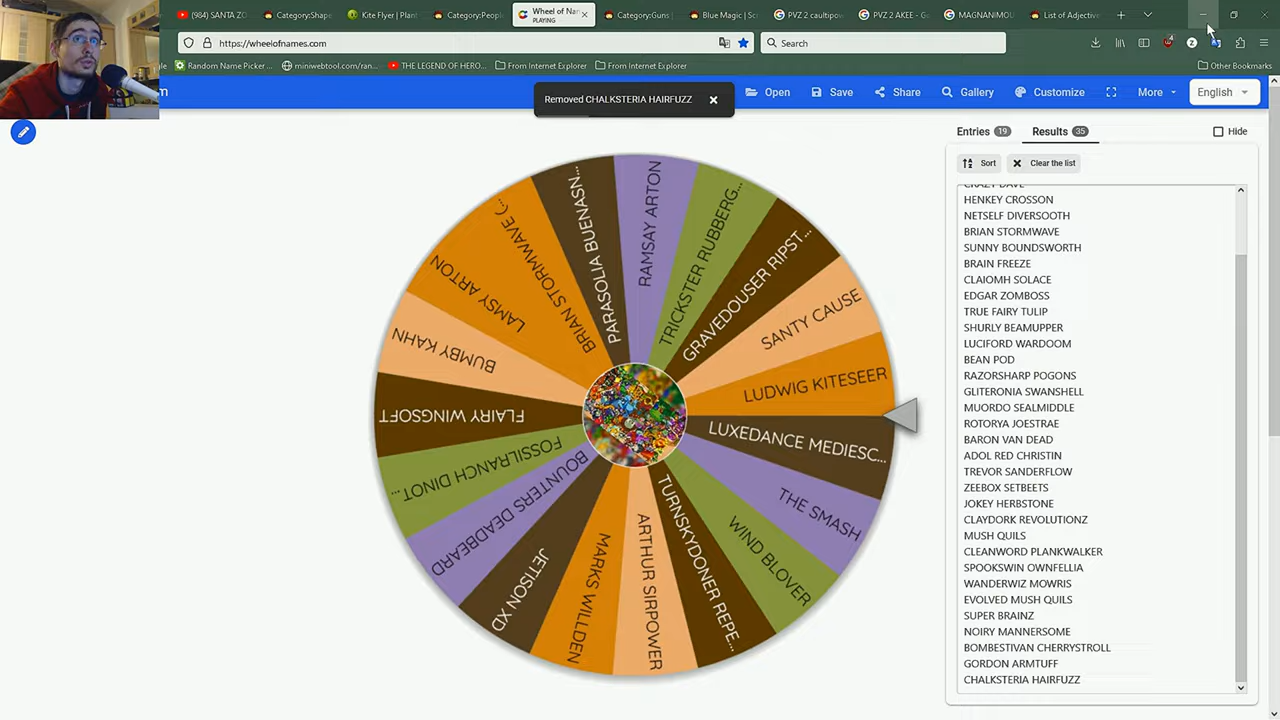 (984) SANTA ZO
Category:Shape
Kite Flyer | Plant
Category:People
Wheel of Nam
PLAYING
Category:Guns |
Blue Magic | Sc
PVZ 2.caultipow
PVZ 2 AKEE - G
MAGNANIMOU
List of Adjective
https://wheelofnames.com
Search
Random Name Picker ...
miniwebtool.com/ran...
THE LEGEND OF HERO...
From Internet Explorer
From Internet Explorer
Other Bookmarks
Removed CHALKSTERIA HAIRFUZZ
Open
Save
Share
Gallery
Customize
More
English
Entries 19
Results 35
Hide
Sort
Clear the list
CRAZY DAVE
HENKEY CROSSON
NETSELF DIVERSOOTH
BRIAN STORMWAVE
SUNNY BOUNDSWORTH
BRAIN FREEZE
CLAIOMH SOLACE
EDGAR ZOMBOSS
TRUE FAIRY TULIP
SHURLY BEAMUPPER
LUCIFORD WARDOOM
BEAN POD
RAZORSHARP POGONS
GLITERONIA SWANSHELL
MUORDO SEALMIDDLE
ROTORYA JOESTRAE
BARON VAN DEAD
ADOL RED CHRISTIN
TREVOR SANDERFLOW
ZEEBOX SETBEETS
JOKEY HERBSTONE
CLAYDORK REVOLUTIONZ
MUSH QUILS
CLEANWORD PLANKWALKER
SPOOKSWIN OWNFELLIA
WANDERWIZ MOWRIS
EVOLVED MUSH QUILS
SUPER BRAINZ
NOIRY MANNERSOME
BOMBESTIVAN CHERRYSTROLL
GORDON ARMTUFF
CHALKSTERIA HAIRFUZZ
RAMSAY ARTON
TRICKSTER RUBBERG...
GRAVEDOUSER RIPST...
SANTY CAUSE
LUDWIG KITESEER
LUXEDANCE MEDIESC...
THE SMASH
WIND BLOVER
TURNSKYDONER REPE...
ARTHUR SIRPOWER
MARKS WILLDEN
JETISON XD
BOUNTERS DEADBEARD
FOSSILRANCH DINOT...
FLAIRY WINGSOFT
BUMBY KAHN
LAMSY ARTON
BRIAN STORMWAVE (...
PARASOLIA BUENASN...